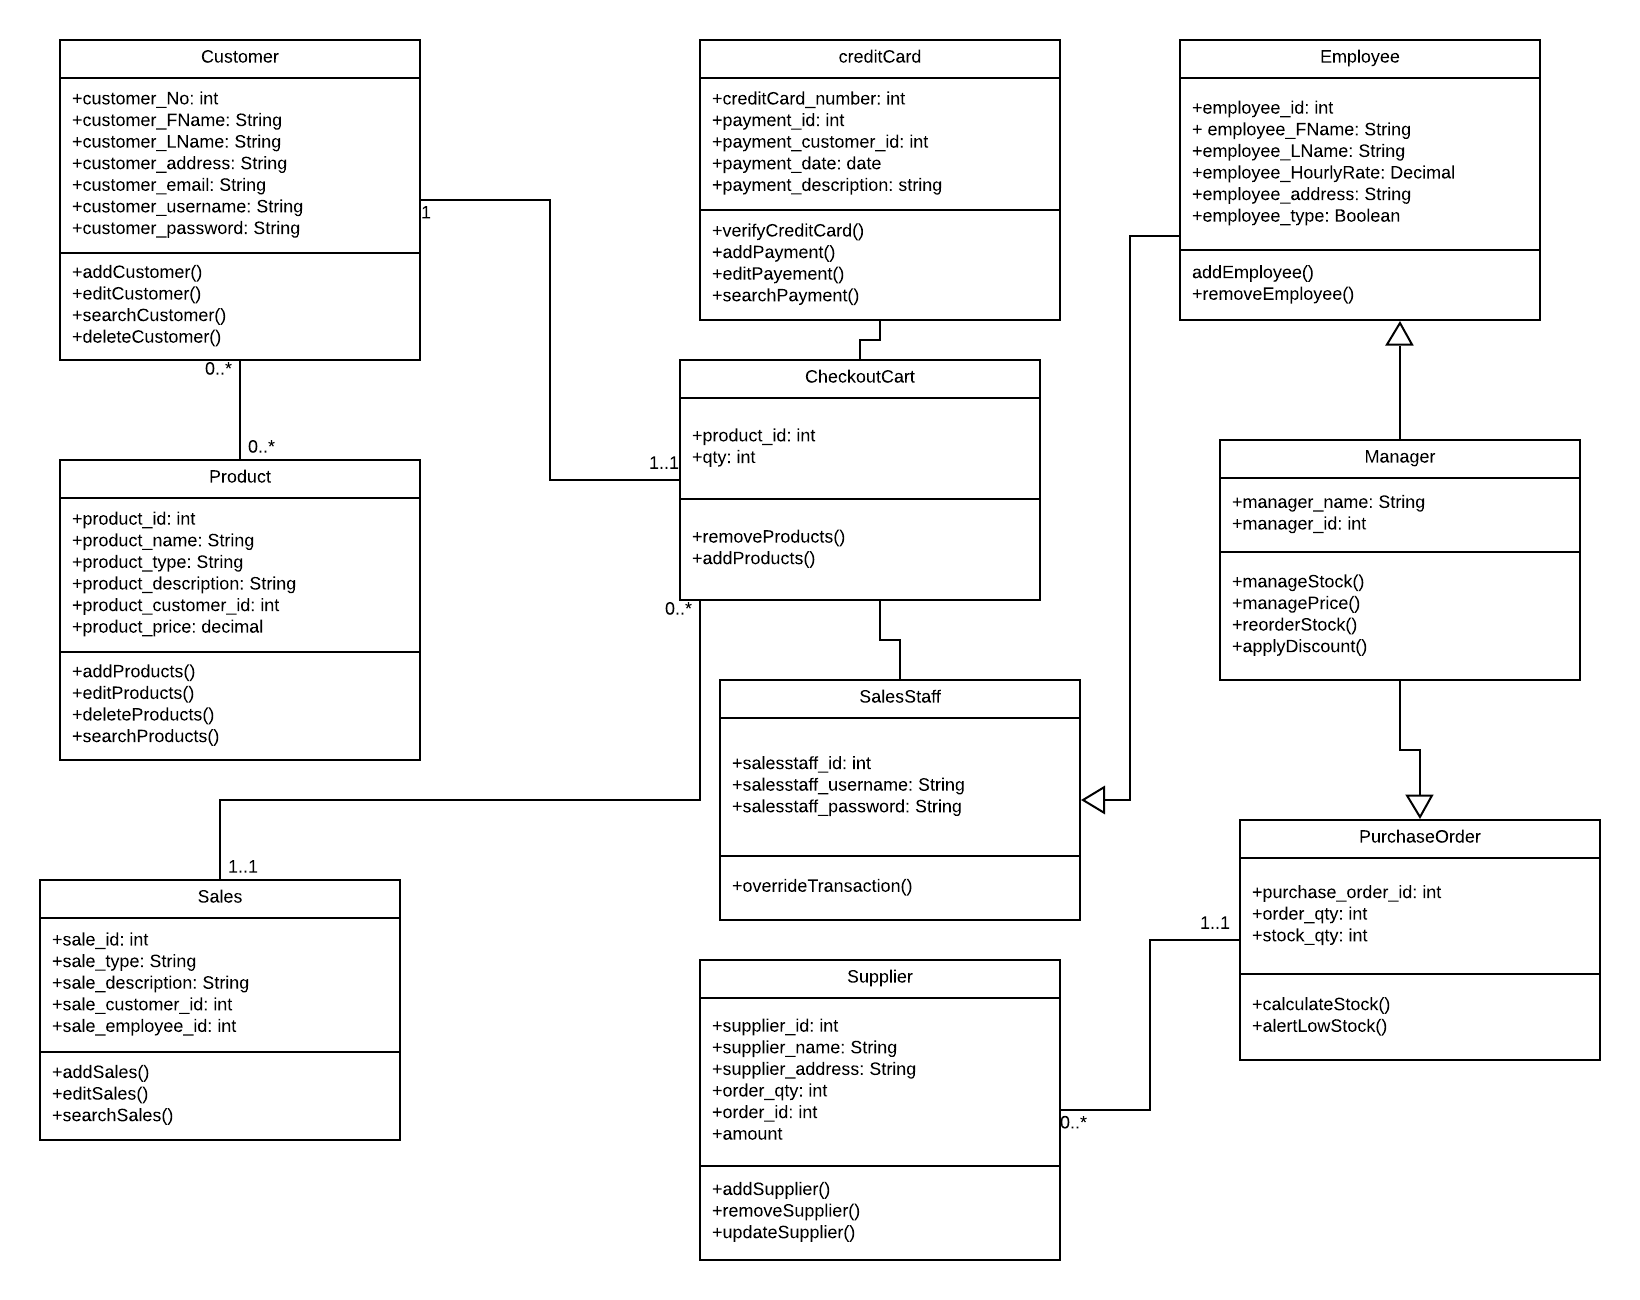 Customer
+customer_No: int
+customer_FName: String
+customer_LName: String
+customer_address: String
+customer_email: String
+customer_username: String
+customer_password: String
+addCustomer()
+editCustomer()
+searchCustomer()
+deleteCustomer()
1
0..*
0..*
creditCard
+creditCard_number: int
+payment_id: int
+payment_customer_id: int
+payment_date: date
+payment_description: string
+verifyCreditCard()
+addPayment()
+editPayement()
+searchPayment()
Employee
+employee_id: int
+ employee_FName: String
+employee_LName: String
+employee_HourlyRate: Decimal
+employee_address: String
+employee_type: Boolean
addEmployee()
+removeEmployee()
CheckoutCart
+product_id: int
+qty: int
+removeProducts()
+addProducts()
1..1
0..*
Product
+product_id: int
+product_name: String
+product_type: String
+product_description: String
+product_customer_id: int
+product_price: decimal
+addProducts()
+editProducts()
+deleteProducts()
+searchProducts()
Manager
+manager_name: String
+manager_id: int
+manageStock()
+managePrice()
+reorderStock()
+applyDiscount()
SalesStaff
+salesstaff_id: int
+salesstaff_username: String
+salesstaff_password: String
+overrideTransaction()
1..1
Sales
+sale_id: int
+sale_type: String
+sale_description: String
+sale_customer_id: int
+sale_employee_id: int
+addSales()
+editSales()
+searchSales()
PurchaseOrder
+purchase_order_id: int
+order_qty: int
+stock_qty: int
+calculateStock()
+alertLowStock()
1..1
Supplier
+supplier_id: int
+supplier_name: String
+supplier_address: String
+order_qty: int
+order_id: int
+amount
+addSupplier()
+removeSupplier()
+updateSupplier()
0..*